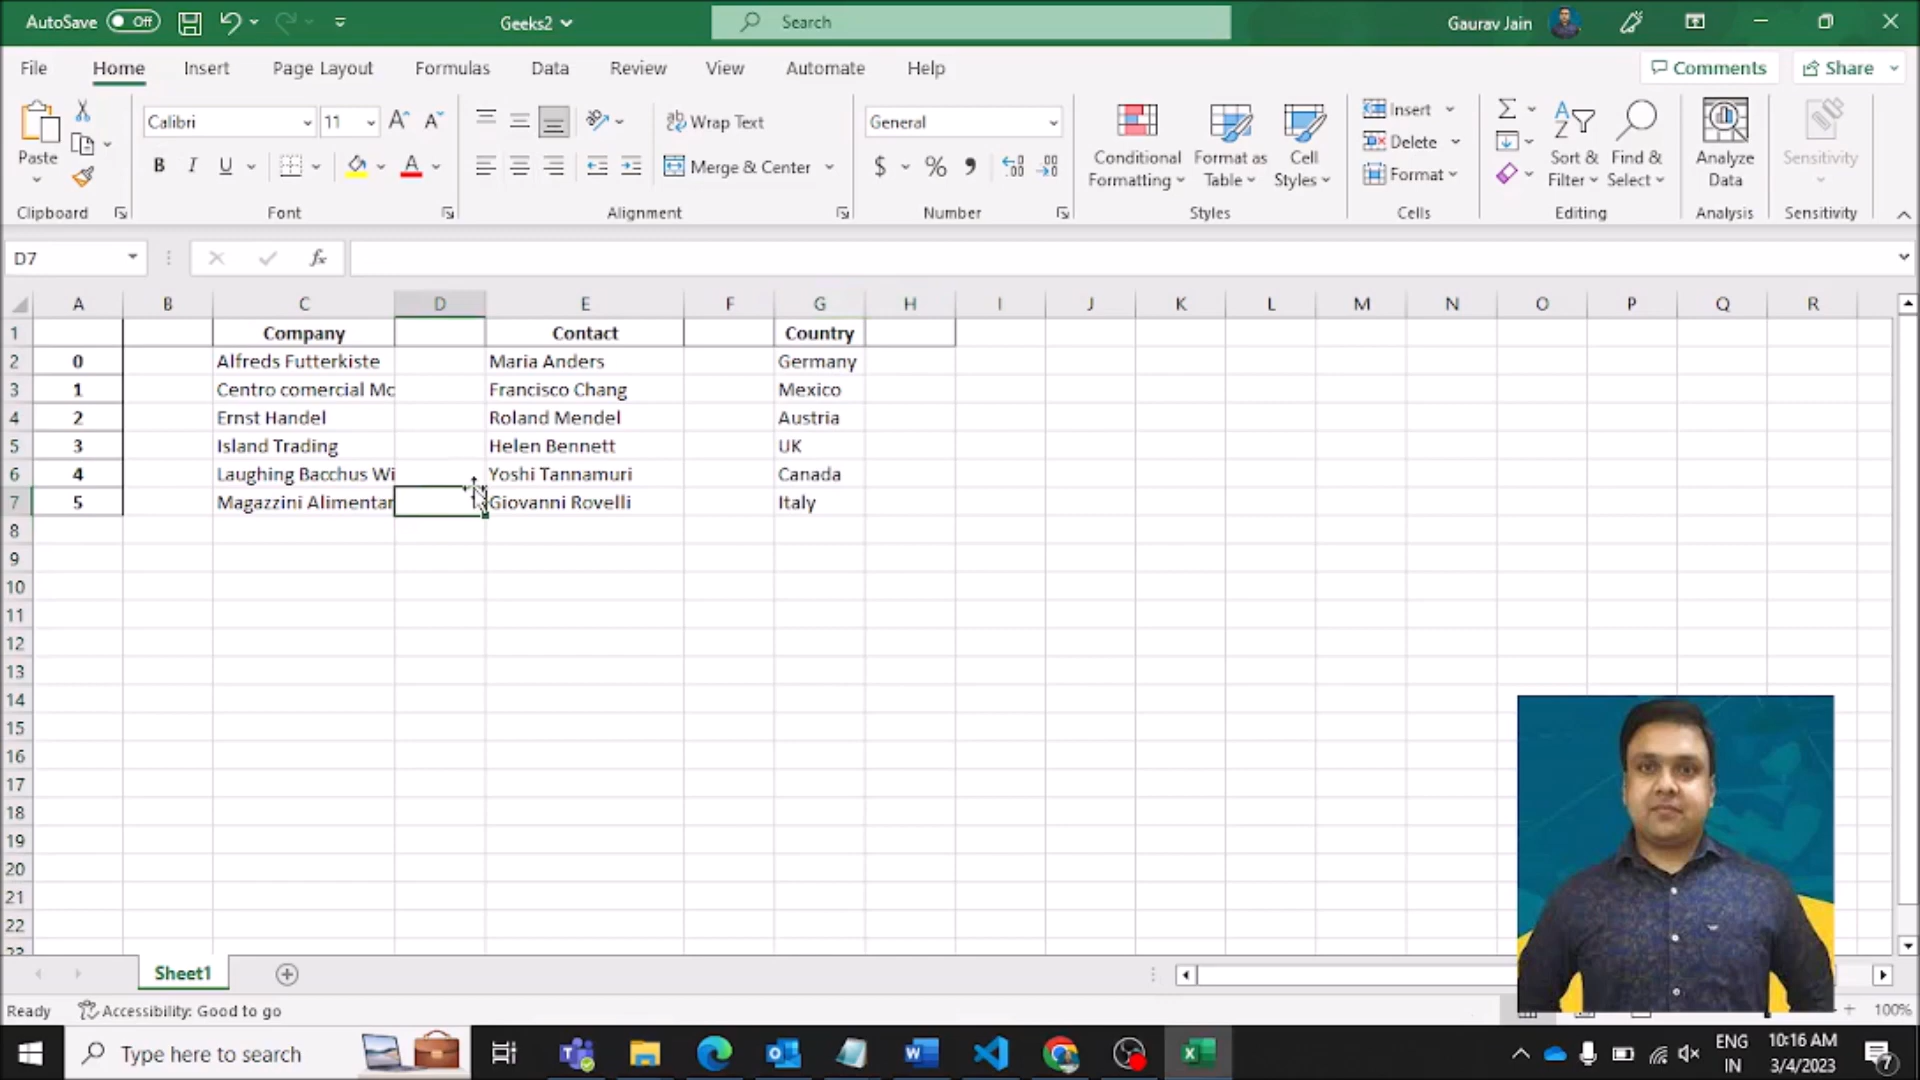 AutoSave Off Geeks2 Search Gaurav Jain
File Home Insert Page Layout Formulas Data Review View Automate Help Comments Share
Calibri 11 A A Wrap Text General Insert Σ
Paste B I U A Merge & Center $ % , Conditional Formatting Format as Table Cell Styles Delete Format Sort & Filter Find & Select Analyze Data Sensitivity
Clipboard Font Alignment Number Styles Cells Editing Analysis Sensitivity
D7 fx
A B C D E F G H I J K L M N O P Q R
1 Company Contact Country
2 0 Alfreds Futterkiste Maria Anders Germany
3 1 Centro comercial Mc Francisco Chang Mexico
4 2 Ernst Handel Roland Mendel Austria
5 3 Island Trading Helen Bennett UK
6 4 Laughing Bacchus Wi Yoshi Tannamuri Canada
7 5 Magazzini Alimentar Giovanni Rovelli Italy
8
9
10
11
12
13
14
15
16
17
18
19
20
21
22
23
Sheet1
Ready Accessibility: Good to go 100%
Type here to search ENG 10:16 AM
IN 3/4/2023 7